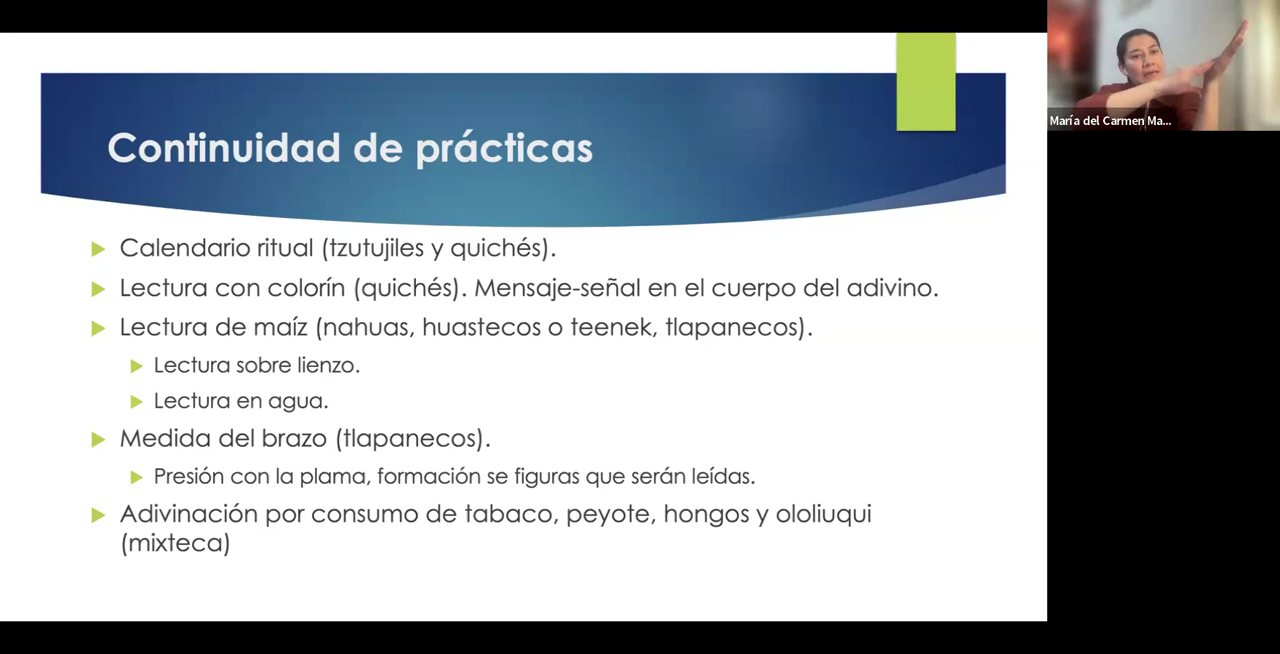 Continuidad de prácticas
María del Carmen Ma...
Calendario ritual (tzutujiles y quichés).
Lectura con colorín (quichés). Mensaje-señal en el cuerpo del adivino.
Lectura de maíz (nahuas, huastecos o teenek, tlapanecos).
Lectura sobre lienzo.
Lectura en agua.
Medida del brazo (tlapanecos).
Presión con la plama, formación se figuras que serán leídas.
Adivinación por consumo de tabaco, peyote, hongos y ololiuqui
(mixteca)